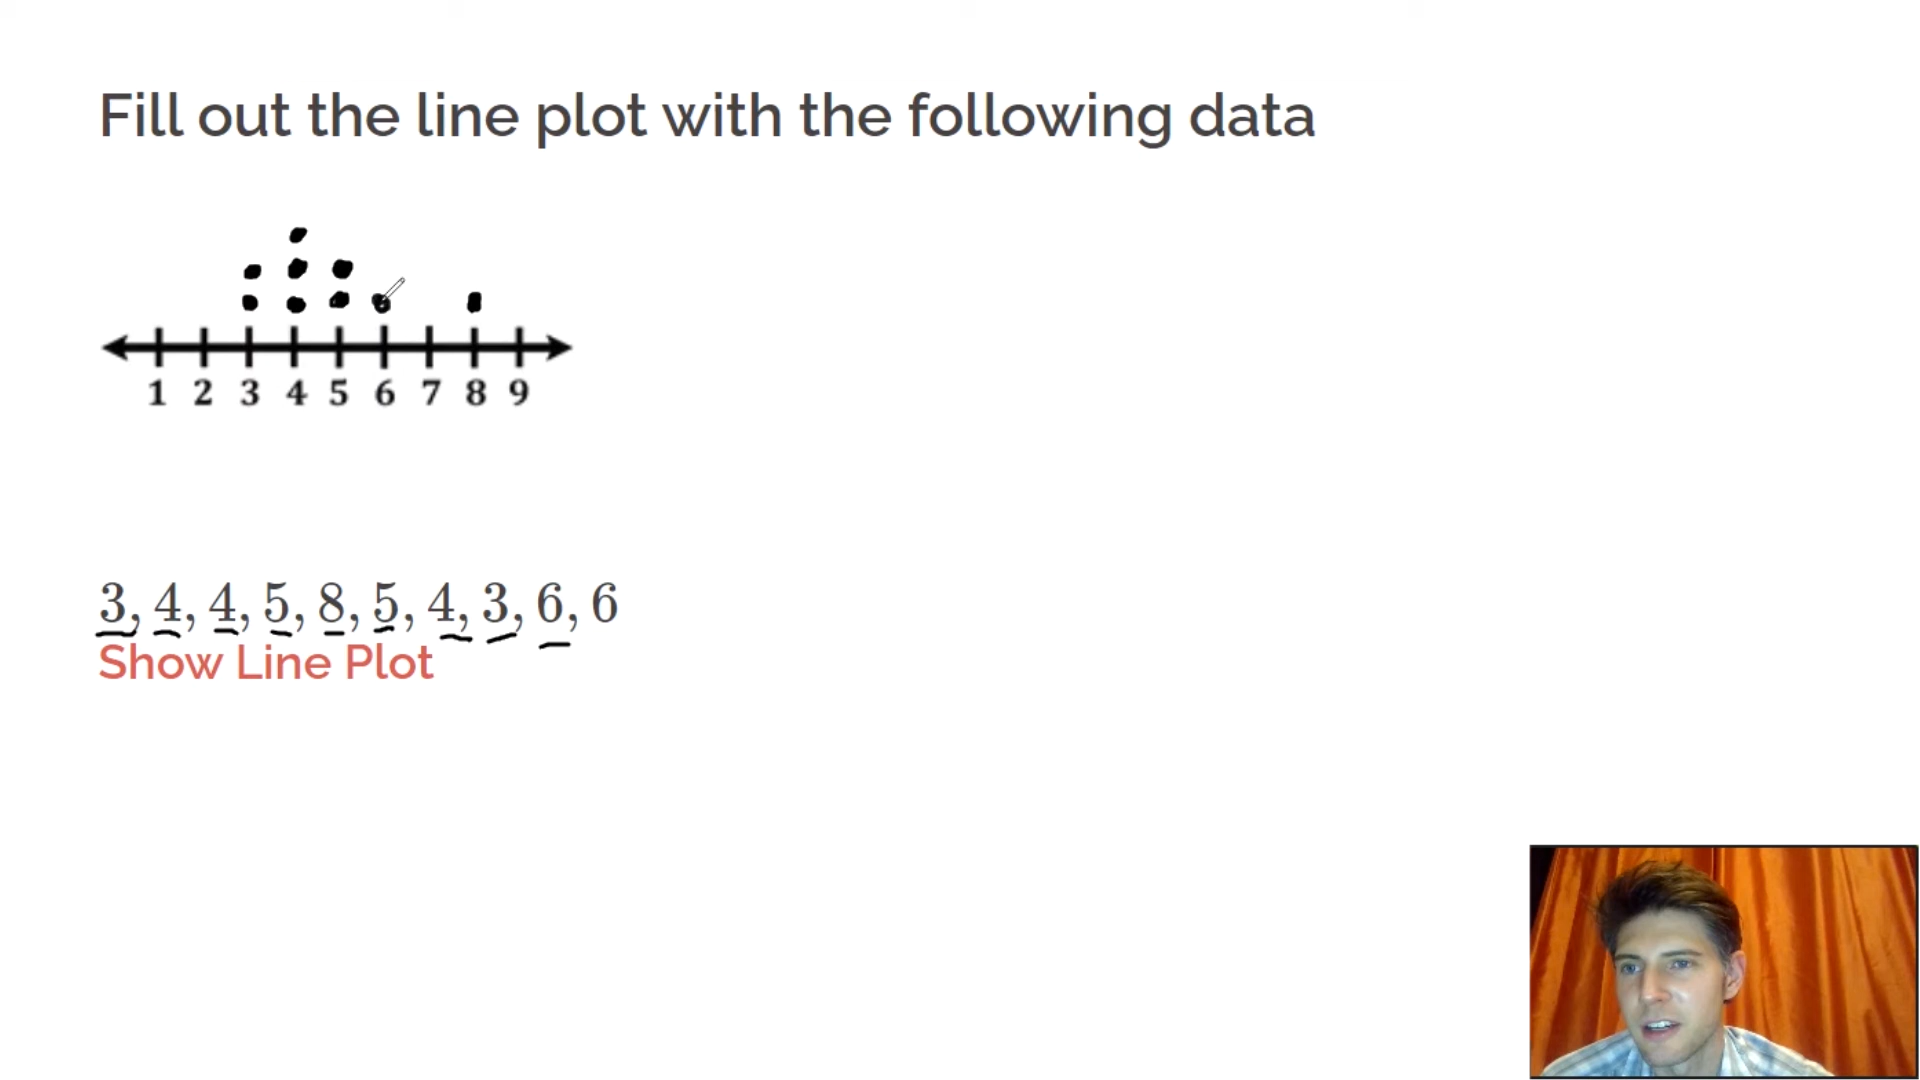 Fill out the line plot with the following data
1 2 3 4 5 6 7 8 9
3, 4, 4, 5, 8, 5, 4, 3, 6, 6
Show Line Plot